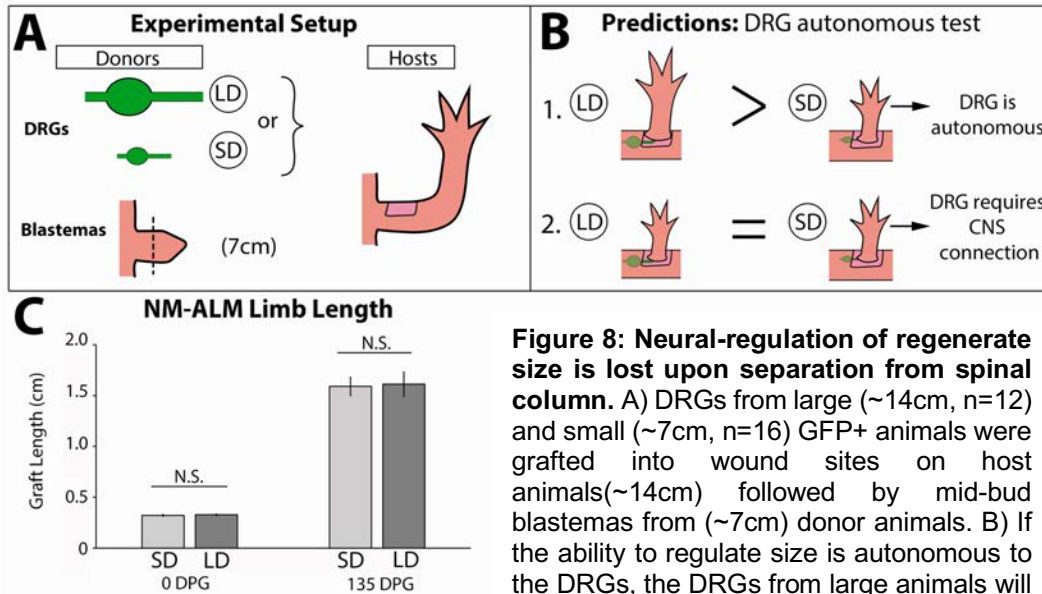 A
Experimental Setup
Donors
Hosts
LD
DRGs
or
SD
Blastemas
(7cm)
B
Predictions: DRG autonomous test
1. LD > SD DRG is
autonomous
2. LD = SD DRG requires
CNS
connection
C
NM-ALM Limb Length
Graft Length (cm)
2.0
1.5
1.0
0.5
0
N.S.
N.S.
SD LD SD LD
0 DPG 135 DPG
Figure 8: Neural-regulation of regenerate
size is lost upon separation from spinal
column. A) DRGs from large (~14cm, n=12)
and small (~7cm, n=16) GFP+ animals were
grafted into wound sites on host
animals(~14cm) followed by mid-bud
blastemas from (~7cm) donor animals. B) If
the ability to regulate size is autonomous to
the DRGs, the DRGs from large animals will